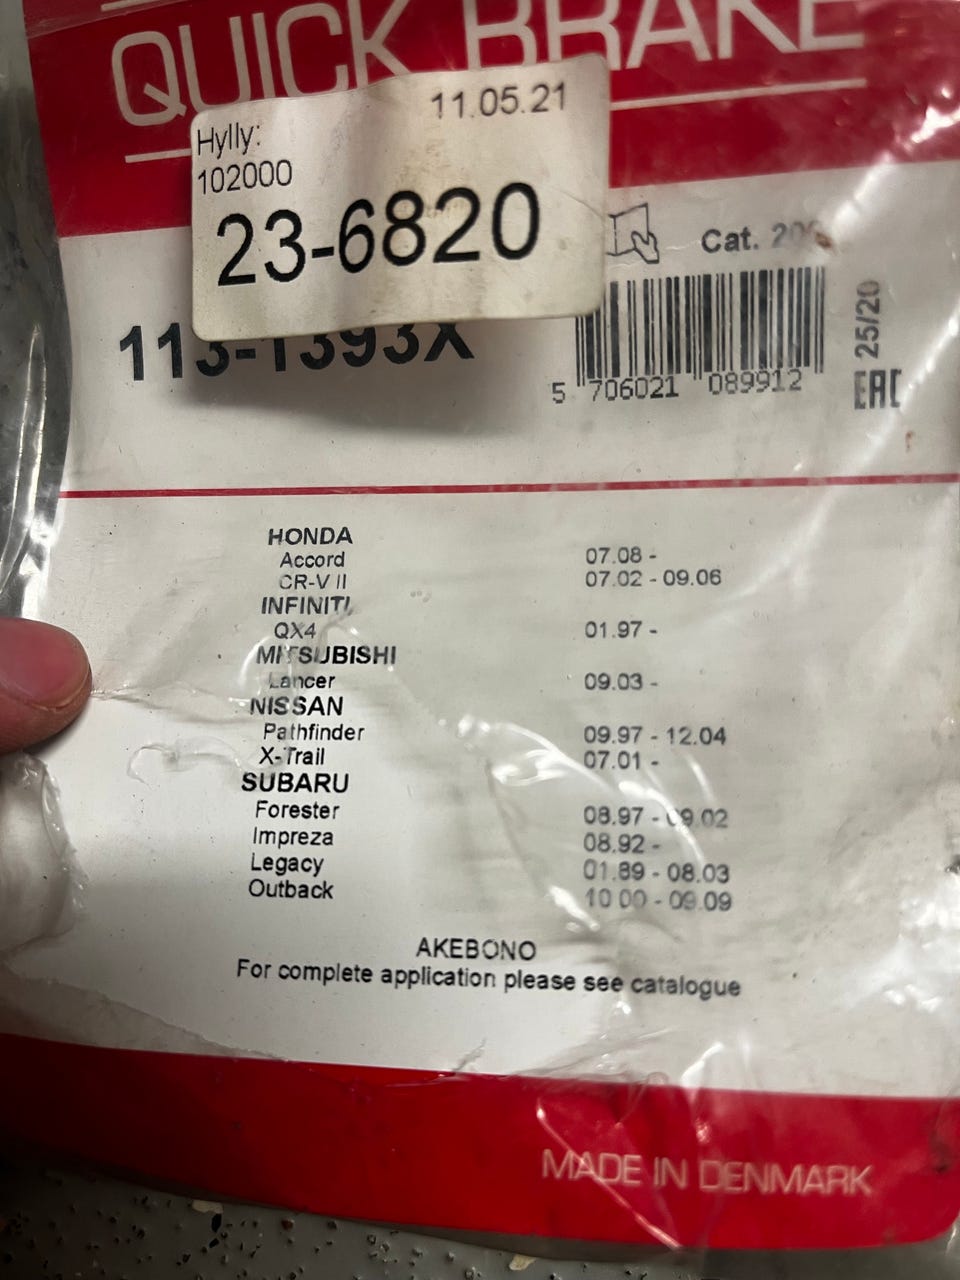 QUICK BRAKE
11.05.21
Hylly:
102000
23-6820
Cat.
113-1393X
5 706021 089912
25/20
EAC
HONDA
Accord 07.08 -
CR-V II 07.02 - 09.06
INFINITI
QX4 01.97 -
MITSUBISHI
Lancer 09.03 -
NISSAN
Pathfinder 09.97 - 12.04
X-Trail 07.01 -
SUBARU
Forester 08.97 - 09.02
Impreza 08.92 -
Legacy 01.89 - 08.03
Outback 10.00 - 09.09
AKEBONO
For complete application please see catalogue
MADE IN DENMARK